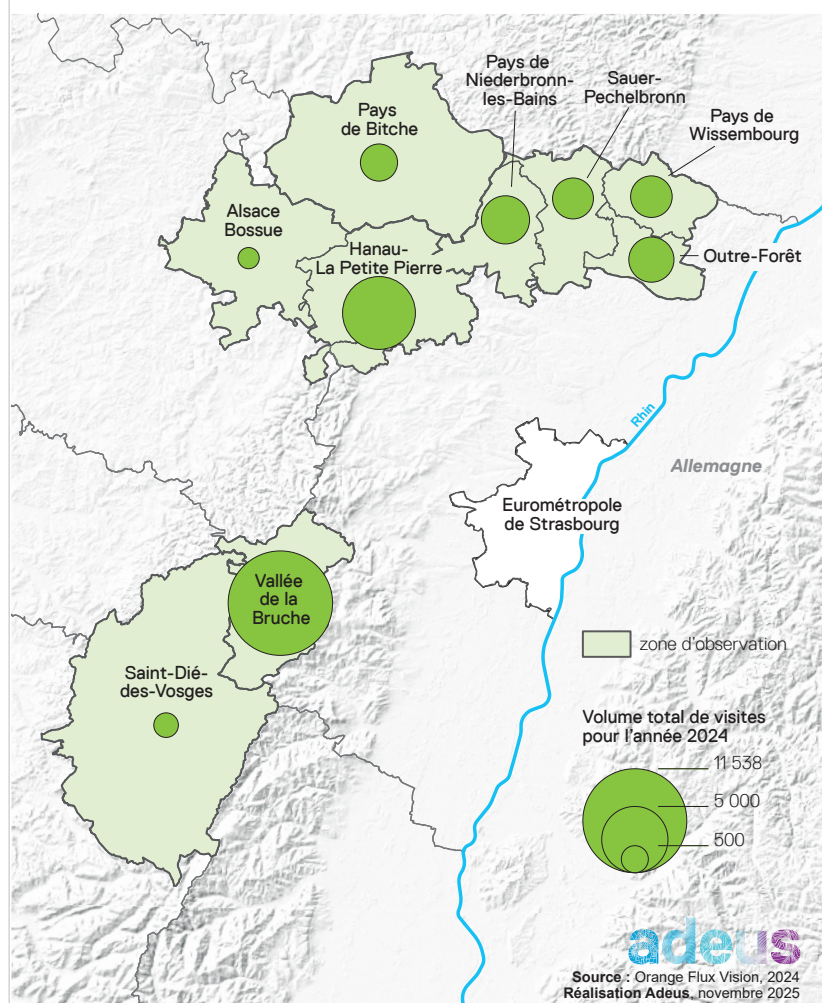 Pays de
Niederbronn-
les-Bains
Sauer-
Pechelbronn
Pays de
Wissembourg
Pays
de Bitche
Alsace
Bossue
Hanau-
La Petite Pierre
Outre-Forêt
Rhin
Allemagne
Eurométropole
de Strasbourg
Vallée
de la
Bruche
Saint-Dié-
des-Vosges
zone d'observation
Volume total de visites
pour l'année 2024
11 538
5 000
500
adeus
Source : Orange Flux Vision, 2024
Réalisation Adeus, novembre 2025